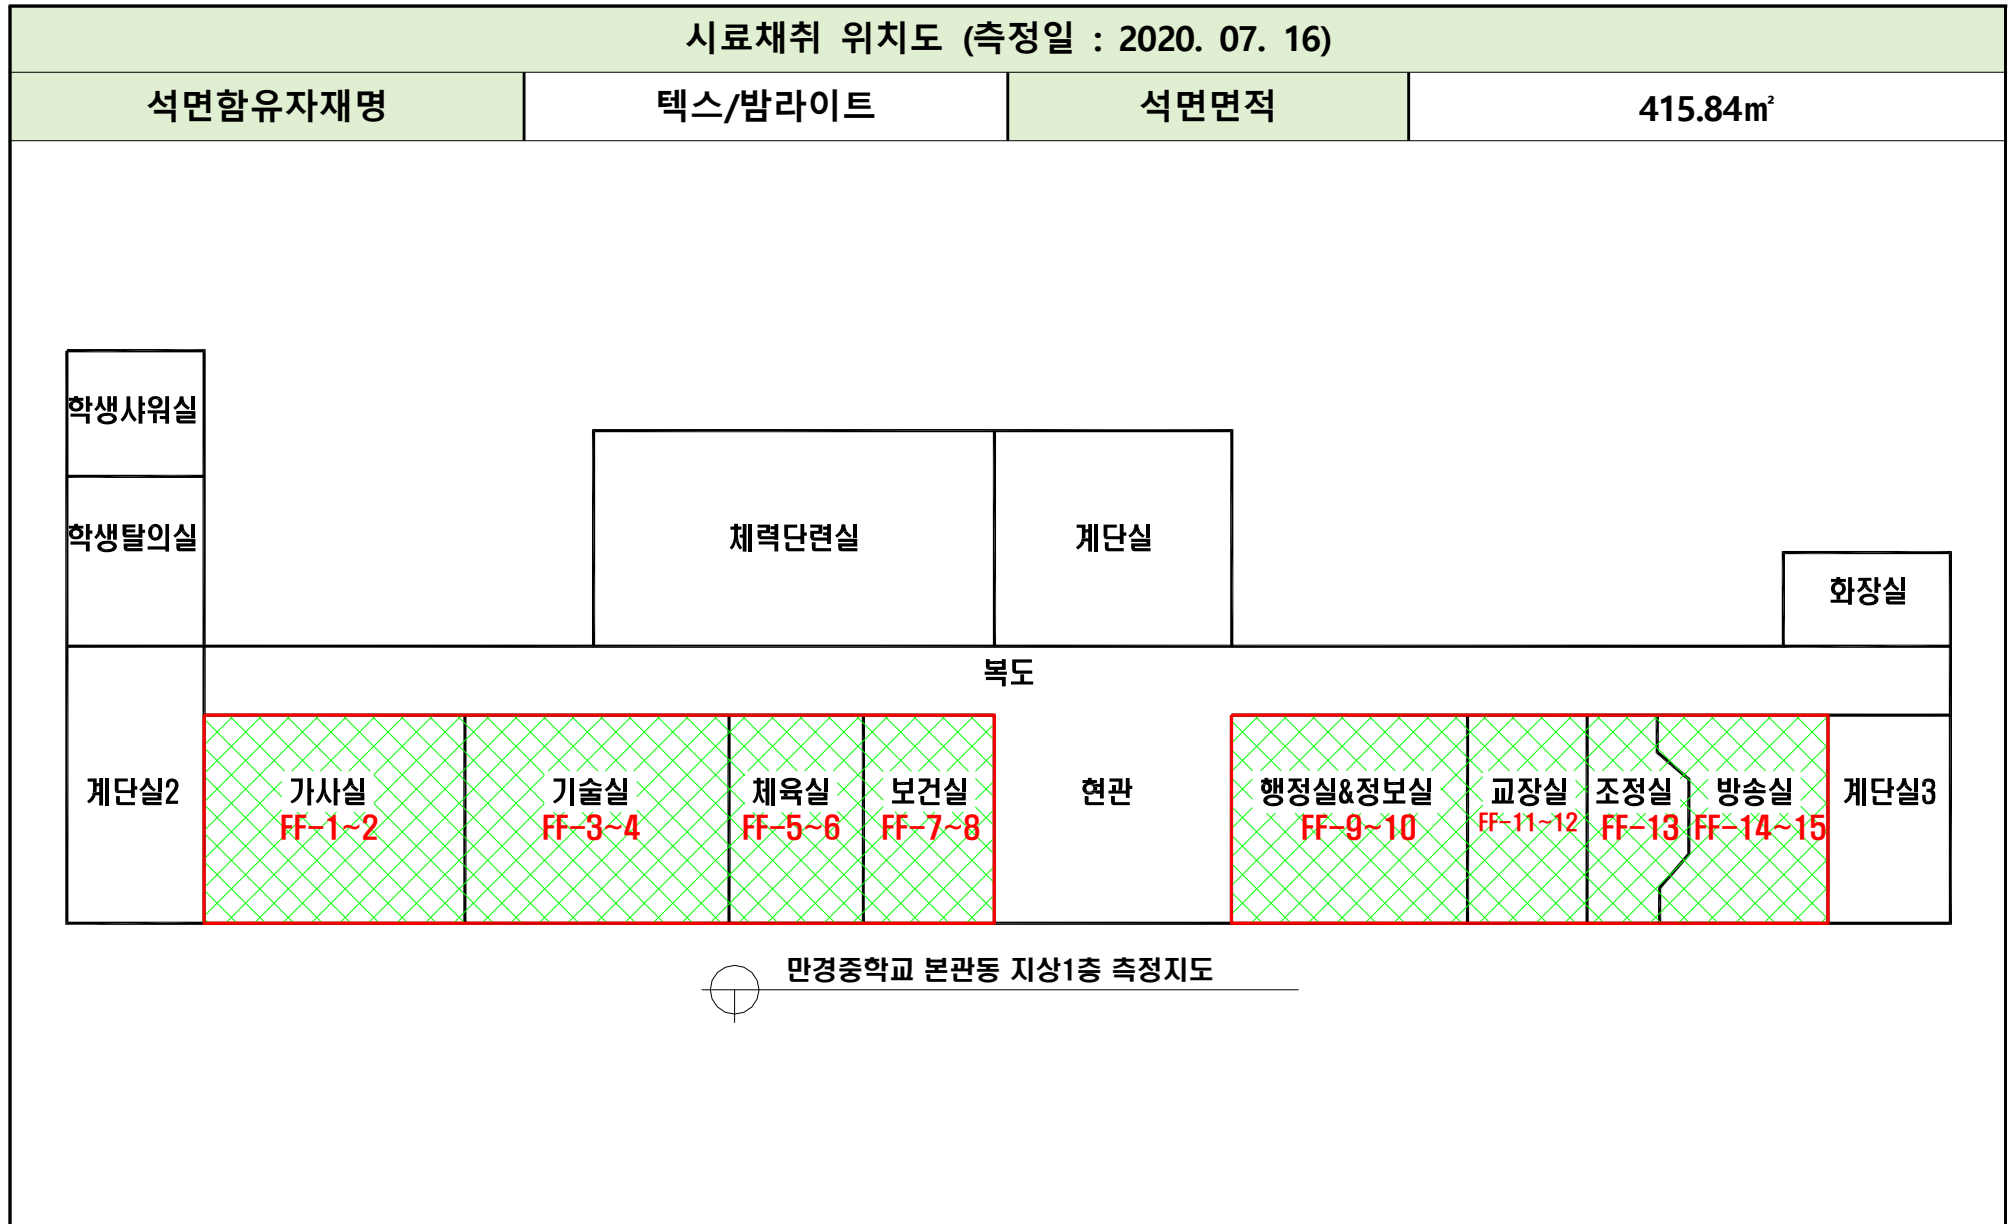 시료채취 위치도 (측정일 : 2020. 07. 16)
석면함유자재명 텍스/밤라이트 석면면적 415.84㎡
학생샤워실
학생탈의실 체력단련실 계단실
화장실
복도
계단실2 가사실 기술실 체육실 보건실 현관 행정실&정보실 교장실 조정실 방송실 계단실3
FF-1~2 FF-3~4 FF-5~6 FF-7~8 FF-9~10 FF-11~12 FF-13 FF-14~15
만경중학교 본관동 지상1층 측정지도